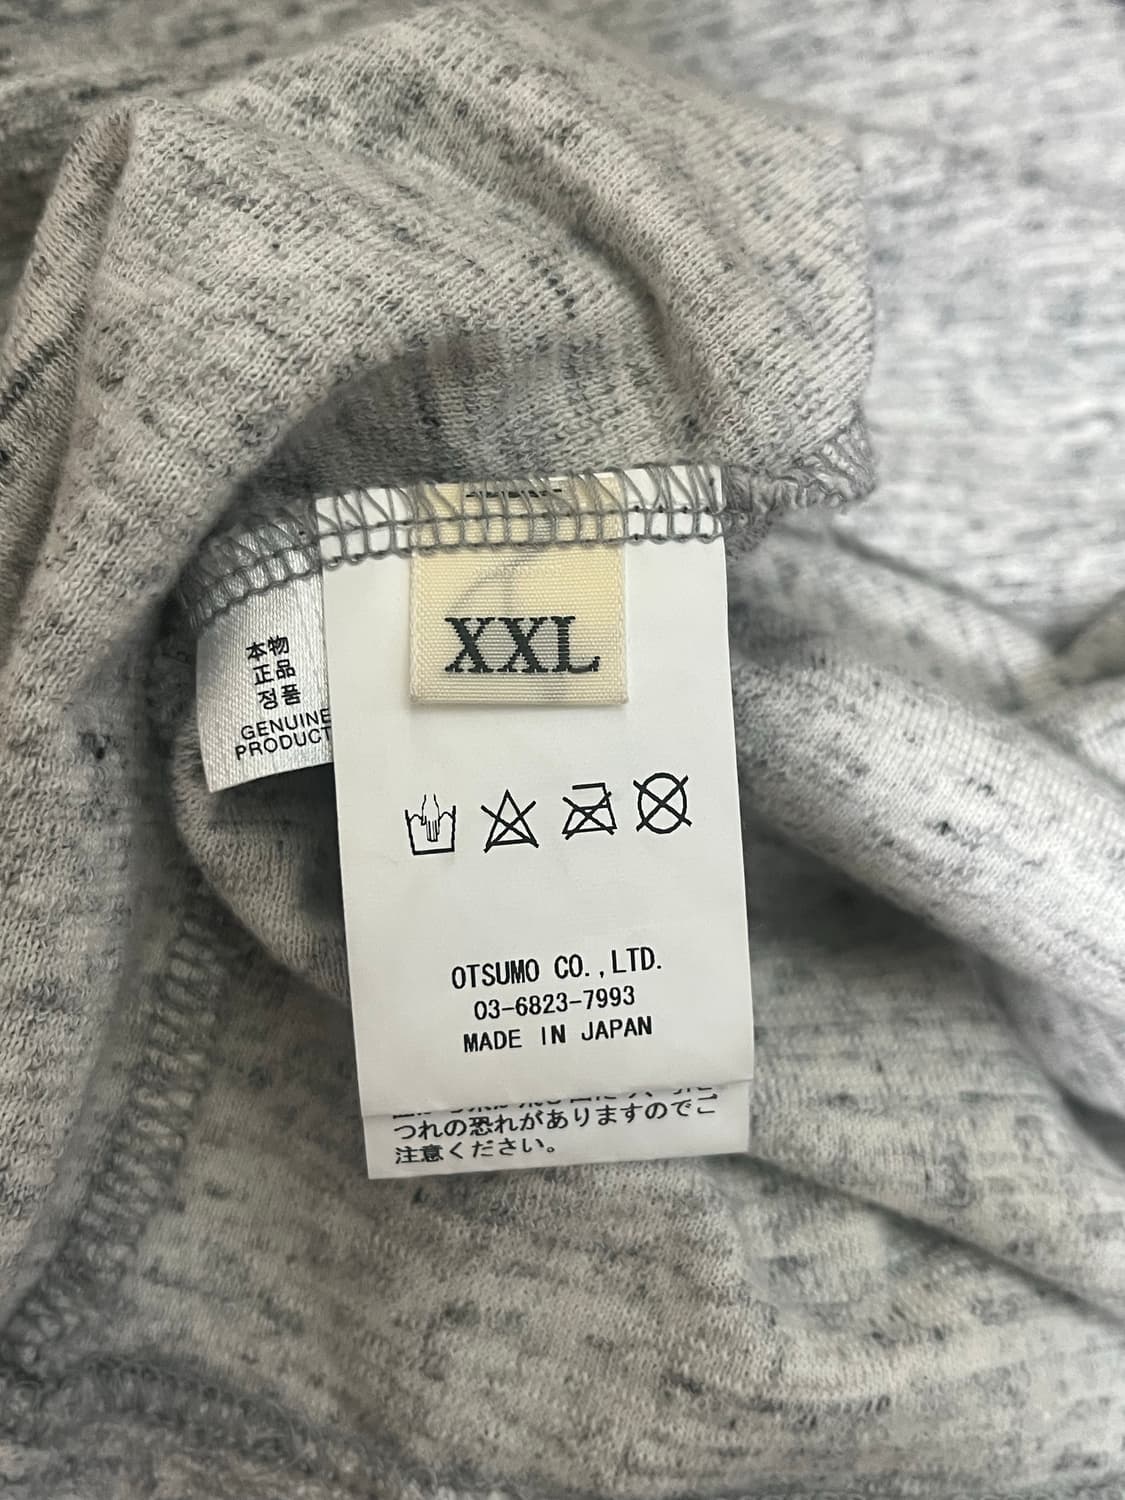 XXL
本物
正品
정품
GENUINE
PRODUCT
OTSUMO CO.,LTD.
03-6823-7993
MADE IN JAPAN
つれの恐れがありますのでご
注意ください。